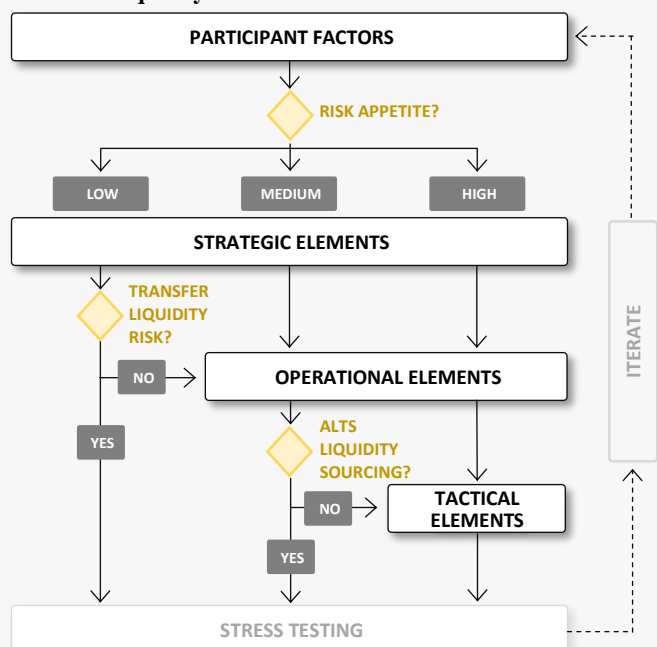 PARTICIPANT FACTORS
RISK APPETITE?
LOW
MEDIUM
HIGH
STRATEGIC ELEMENTS
TRANSFER
LIQUIDITY
RISK?
ITERATE
NO
OPERATIONAL ELEMENTS
YES
ALTS
LIQUIDITY
SOURCING?
NO
TACTICAL
ELEMENTS
YES
STRESS TESTING